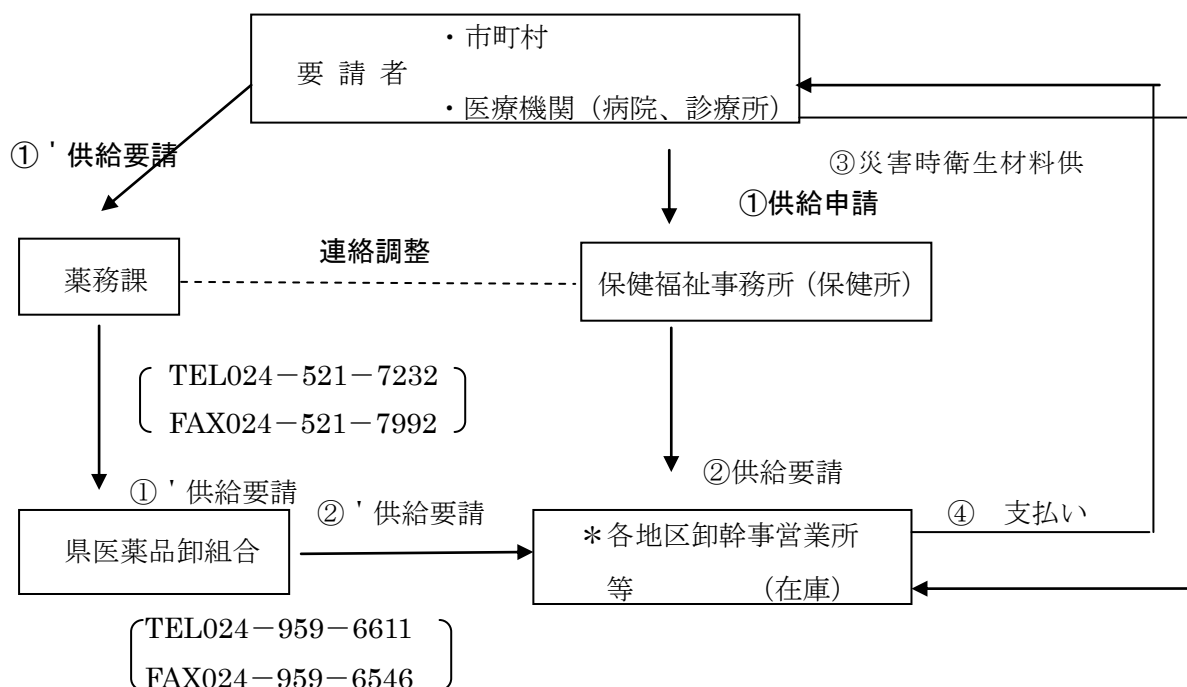 ・市町村
要 請 者
・医療機関（病院、診療所）
①＇供給要請
③災害時衛生材料供
①供給申請
薬務課
連絡調整
保健福祉事務所（保健所）
TEL024－521－7232
FAX024－521－7992
①＇供給要請
②＇供給要請
②供給要請
県医薬品卸組合
＊各地区卸幹事営業所
等　　　（在庫）
④　支払い
TEL024－959－6611
FAX024－959－6546